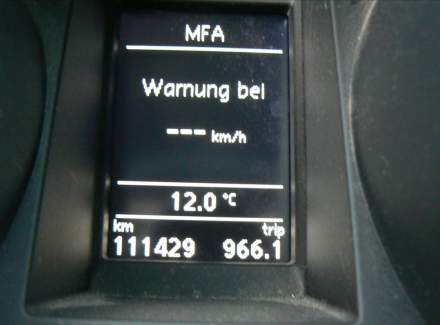 MFA
Warnung bei
--- km/h
12.0 °C
km trip
111429 966.1